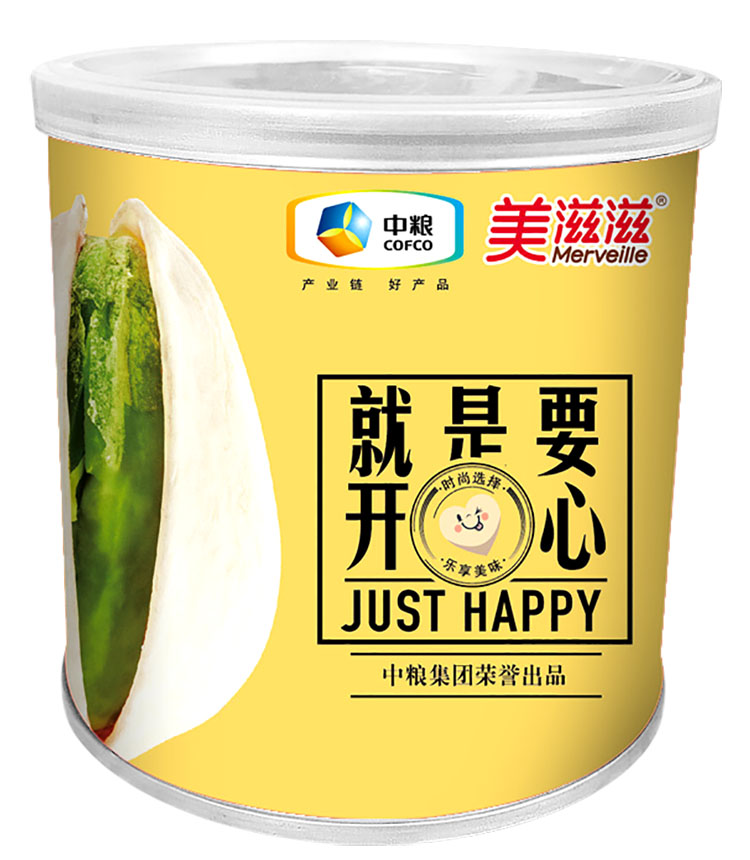 中粮
COFCO
产业链 好产品
美滋滋®
Merveille
就是要
开心
·时尚选择·
·乐享美味·
JUST HAPPY
中粮集团荣誉出品